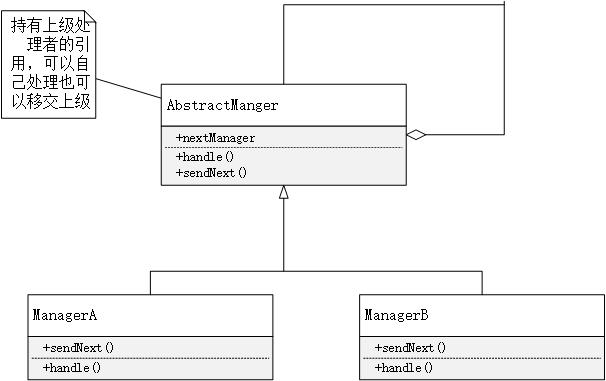 持有上级处
理者的引
用，可以自
己处理也可
以移交上级
AbstractManger
+nextManager
+handle()
+sendNext()
ManagerA
+sendNext()
+handle()
ManagerB
+sendNext()
+handle()